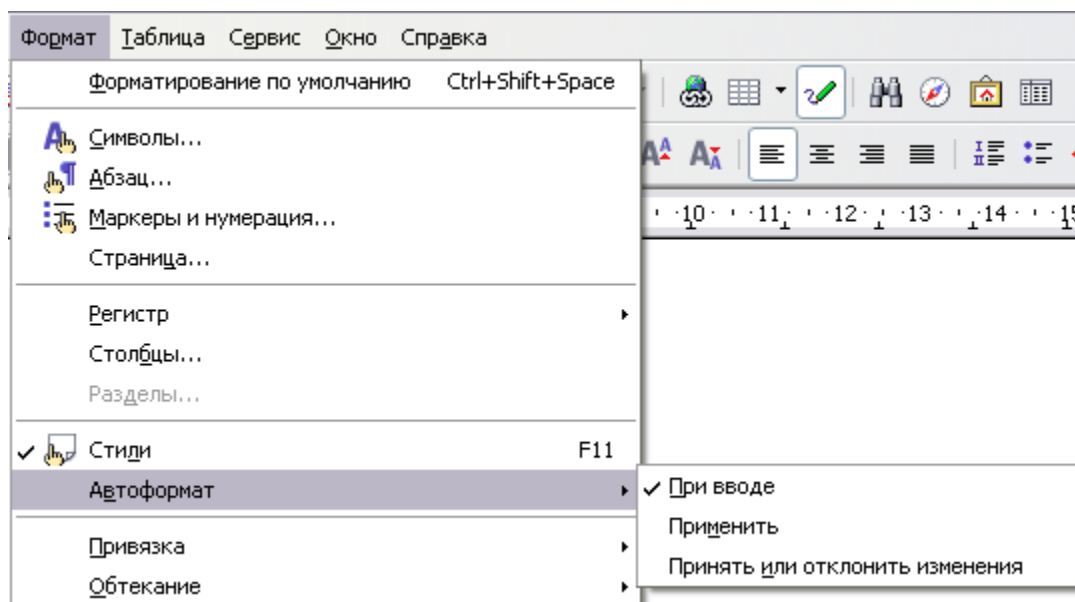 Формат Таблица Сервис Окно Справка
Форматирование по умолчанию Ctrl+Shift+Space
Символы...
Абзац...
Маркеры и нумерация...
Страница...
10 11 12 13 14
Регистр
Столбцы...
Разделы...
Стили F11
Автоформат
При вводе
Применить
Принять или отклонить изменения
Привязка
Обтекание